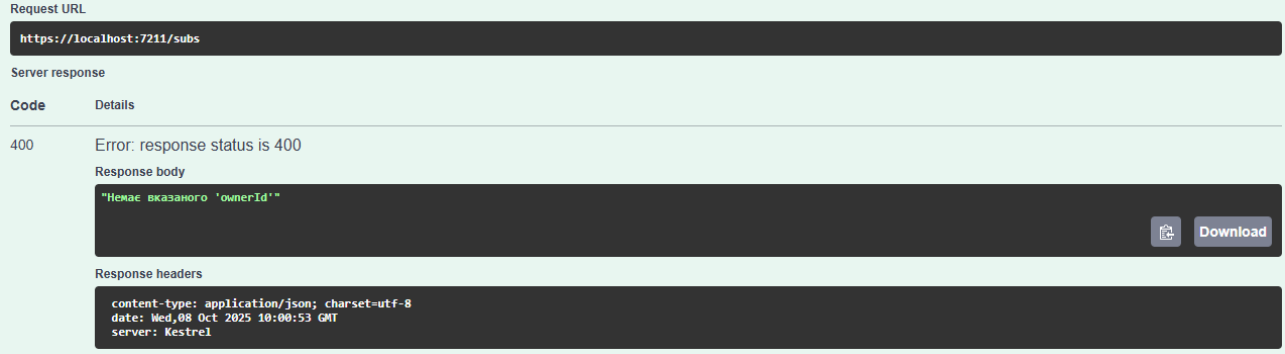 Request URL
https://localhost:7211/subs
Server response
Code Details
400 Error: response status is 400
Response body
"Немає вказаного 'ownerId'"
Download
Response headers
content-type: application/json; charset=utf-8
date: Wed,08 Oct 2025 10:00:53 GMT
server: Kestrel